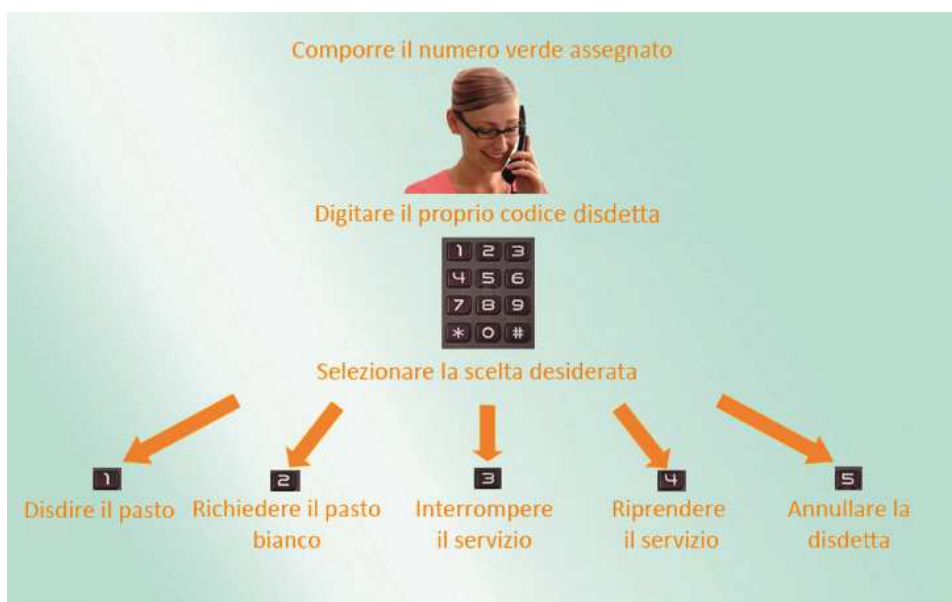 Comporre il numero verde assegnato
Digitare il proprio codice disdetta
1 2 3
4 5 6
7 8 9
* 0 #
Selezionare la scelta desiderata
1
Disdire il pasto
2
Richiedere il pasto
bianco
3
Interrompere
il servizio
4
Riprendere
il servizio
5
Annullare la
disdetta